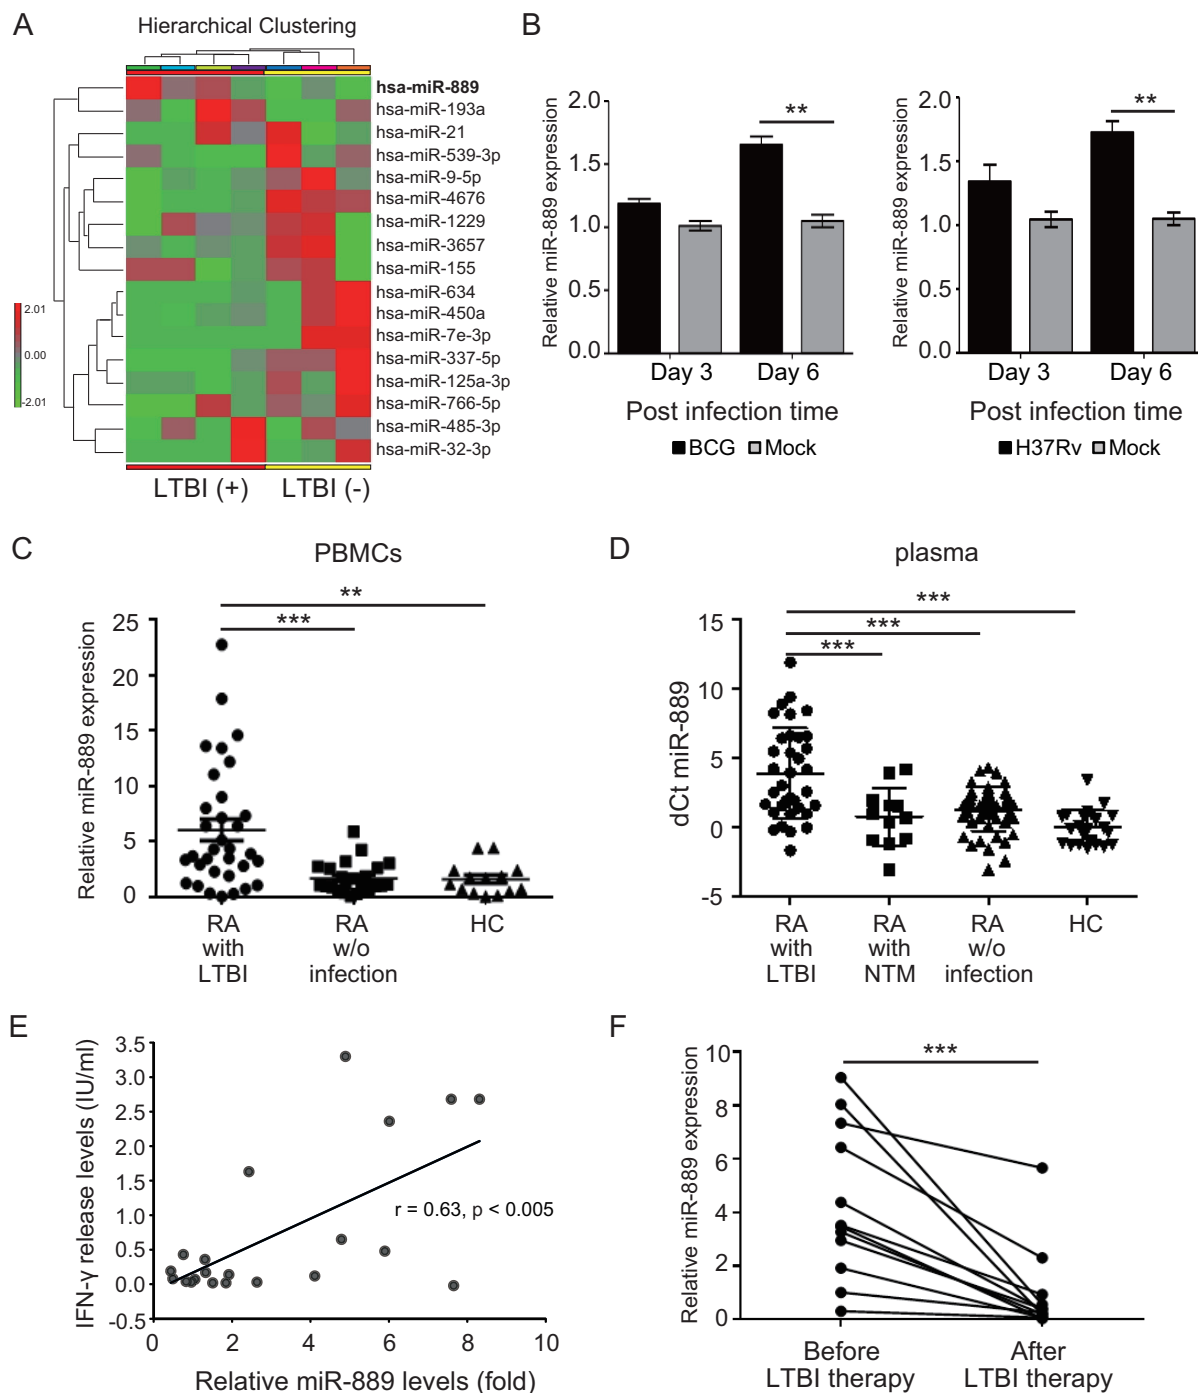 A
Hierarchical Clustering
hsa-miR-889
hsa-miR-193a
hsa-miR-21
hsa-miR-539-3p
hsa-miR-9-5p
hsa-miR-4676
hsa-miR-1229
hsa-miR-3657
hsa-miR-155
hsa-miR-634
hsa-miR-450a
hsa-miR-7e-3p
hsa-miR-337-5p
hsa-miR-125a-3p
hsa-miR-766-5p
hsa-miR-485-3p
hsa-miR-32-3p
2.01
0.00
-2.01
LTBI (+)
LTBI (-)
B
Relative miR-889 expression
2.0
1.5
1.0
0.5
0.0
**
Day 3
Day 6
Post infection time
BCG
Mock
Relative miR-889 expression
2.0
1.5
1.0
0.5
0.0
**
Day 3
Day 6
Post infection time
H37Rv
Mock
C
PBMCs
Relative miR-889 expression
25
20
15
10
5
0
**
***
RA
with
LTBI
RA
w/o
infection
HC
D
plasma
dCt miR-889
15
10
5
0
-5
***
***
***
RA
with
LTBI
RA
with
NTM
RA
w/o
infection
HC
E
IFN-γ release levels (IU/ml)
3.5
3.0
2.5
2.0
1.5
1.0
0.5
0.0
-0.5
r = 0.63, p < 0.005
0
2
4
6
8
10
Relative miR-889 levels (fold)
F
Relative miR-889 expression
10
8
6
4
2
0
***
Before
LTBI therapy
After
LTBI therapy